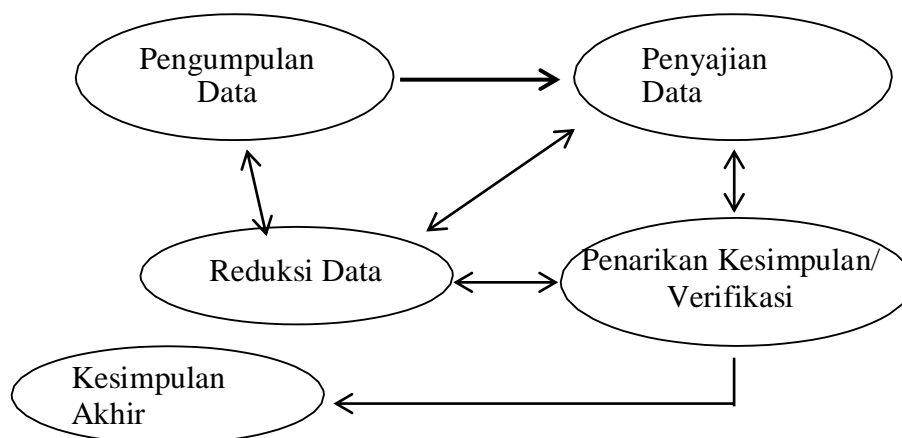 Pengumpulan
Data
Penyajian
Data
Reduksi Data
Penarikan Kesimpulan/
Verifikasi
Kesimpulan
Akhir